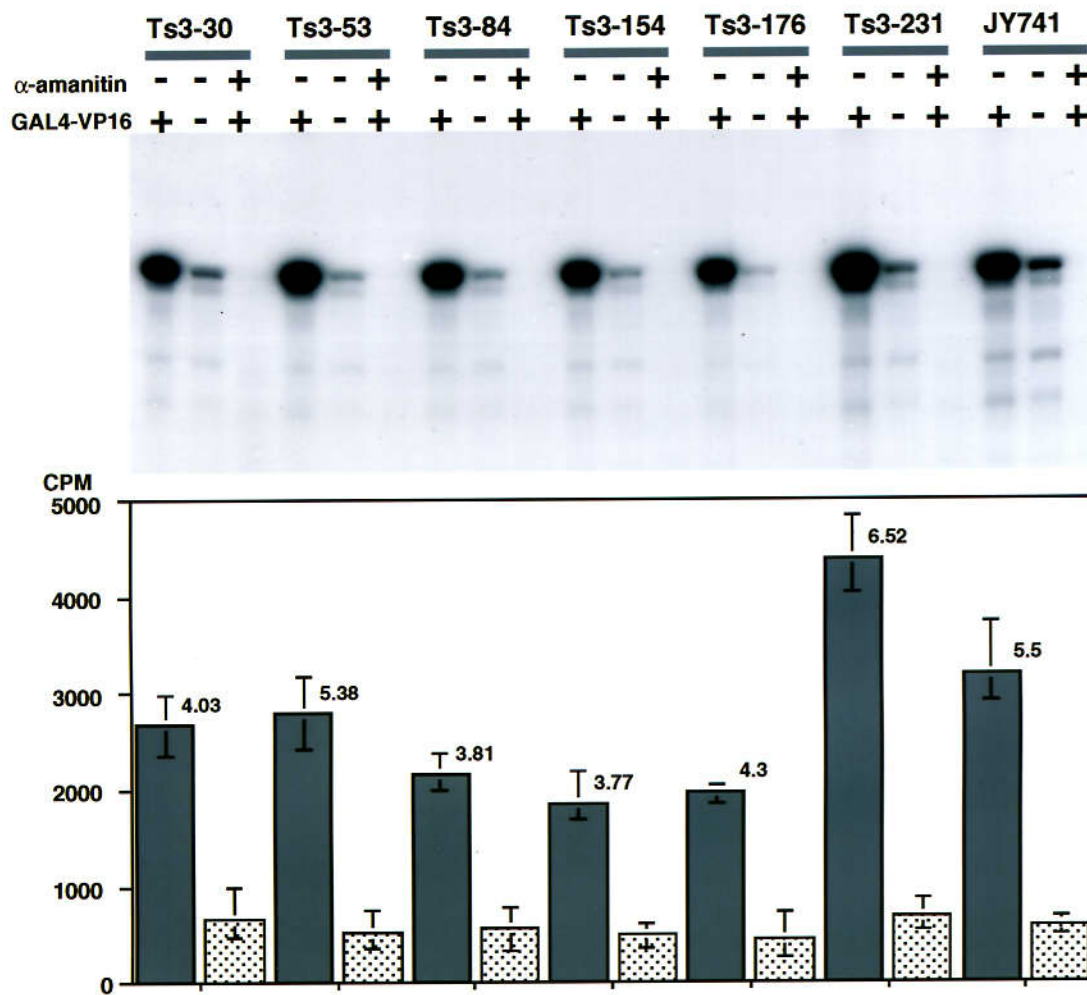 Ts3-30 Ts3-53 Ts3-84 Ts3-154 Ts3-176 Ts3-231 JY741
α-amanitin - - + - - + - - + - - + - - + - - + - - +
GAL4-VP16 + - + + - + + - + + - + + - + + - + + - +
CPM
5000
6.52
4000
5.5
3000
4.03 5.38
3.81 3.77 4.3
2000
1000
0